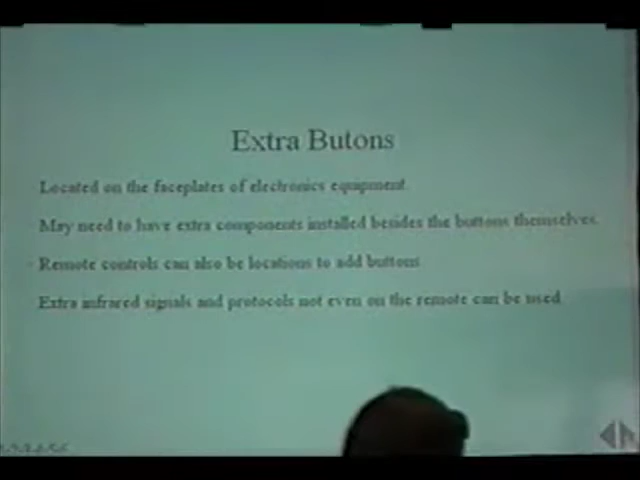 Extra Butons
Located on the faceplates of electronics equipment
May need to have extra components installed besides the buttons themselves.
Remote controls can also be locations to add buttons
Extra infrared signals and protocols not even on the remote can be used